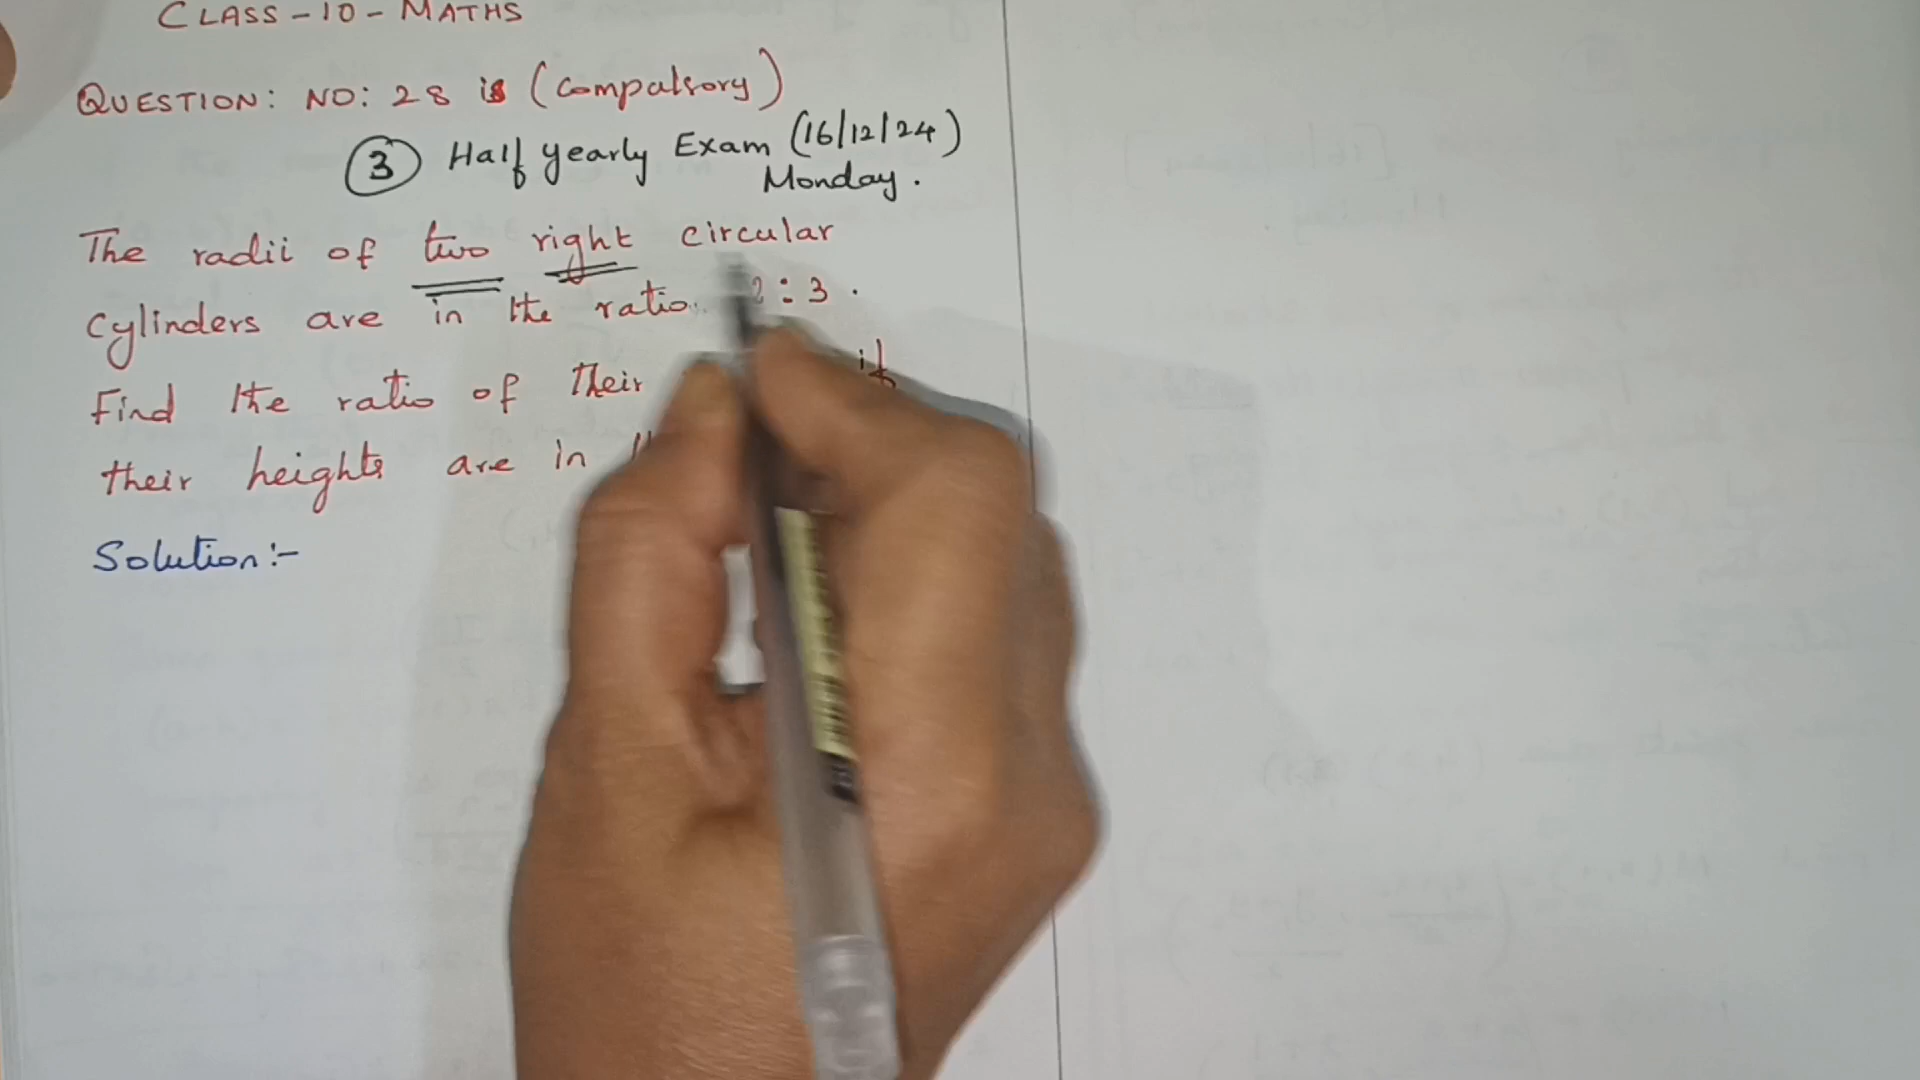 CLASS - 10 - MATHS
QUESTION: NO: 28 is (Compulsory)
3 Half yearly Exam (16/12/24)
Monday.
The radii of two right circular
Cylinders are in the ratio 2 : 3 .
Find the ratio of their if
their heights are in
Solution:-